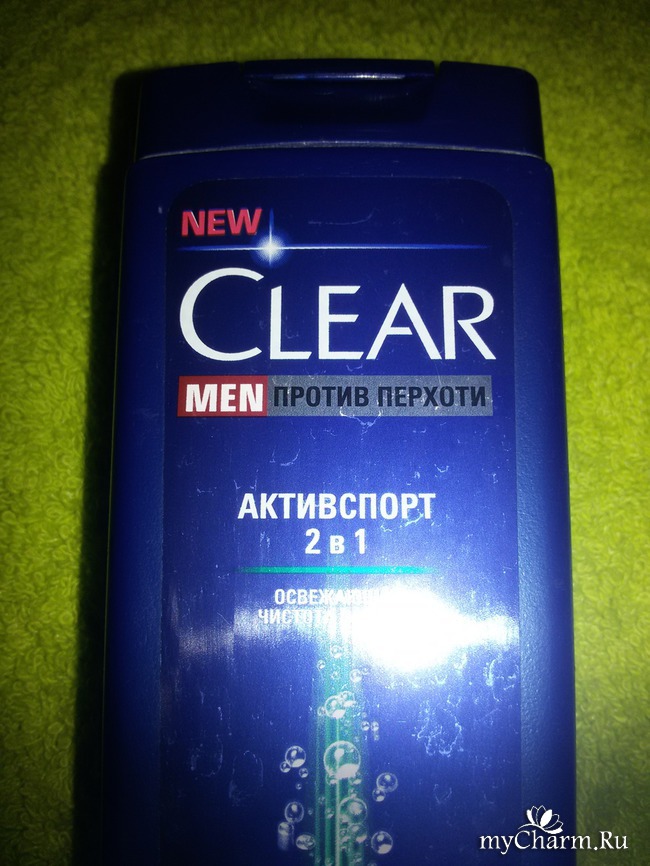 NEW
CLEAR
MEN ПРОТИВ ПЕРХОТИ
АКТИВСПОРТ
2 в 1
myCharm.Ru